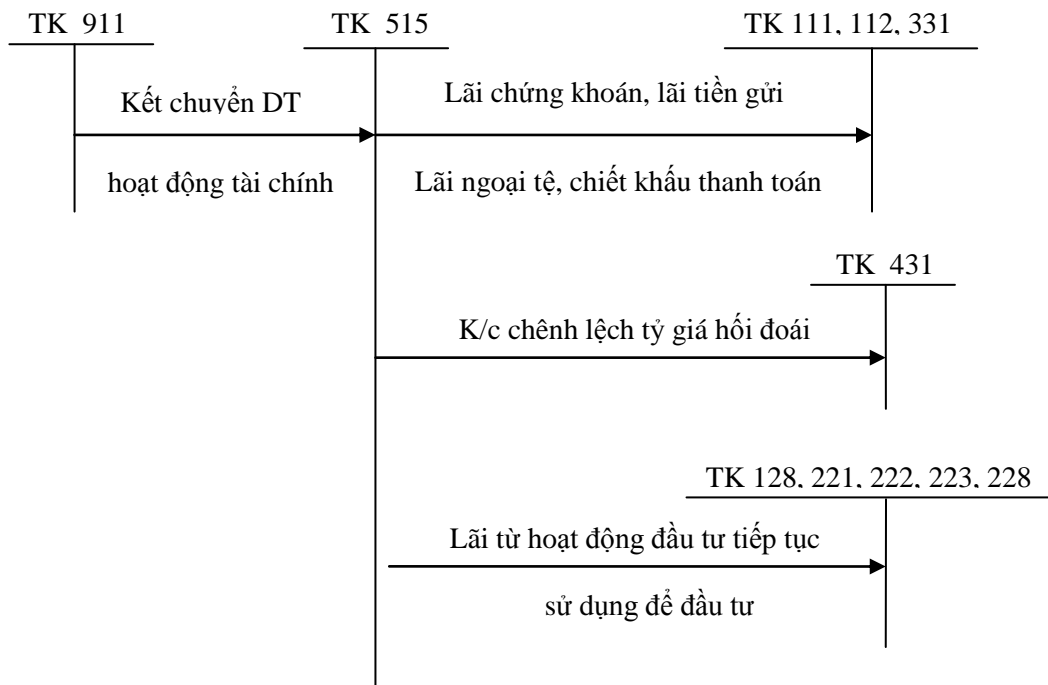 TK 911
TK 515
TK 111, 112, 331
Kết chuyển DT
hoạt động tài chính
Lãi chứng khoán, lãi tiền gửi
Lãi ngoại tệ, chiết khấu thanh toán
TK 431
K/c chênh lệch tỷ giá hối đoái
TK 128, 221, 222, 223, 228
Lãi từ hoạt động đầu tư tiếp tục
sử dụng để đầu tư